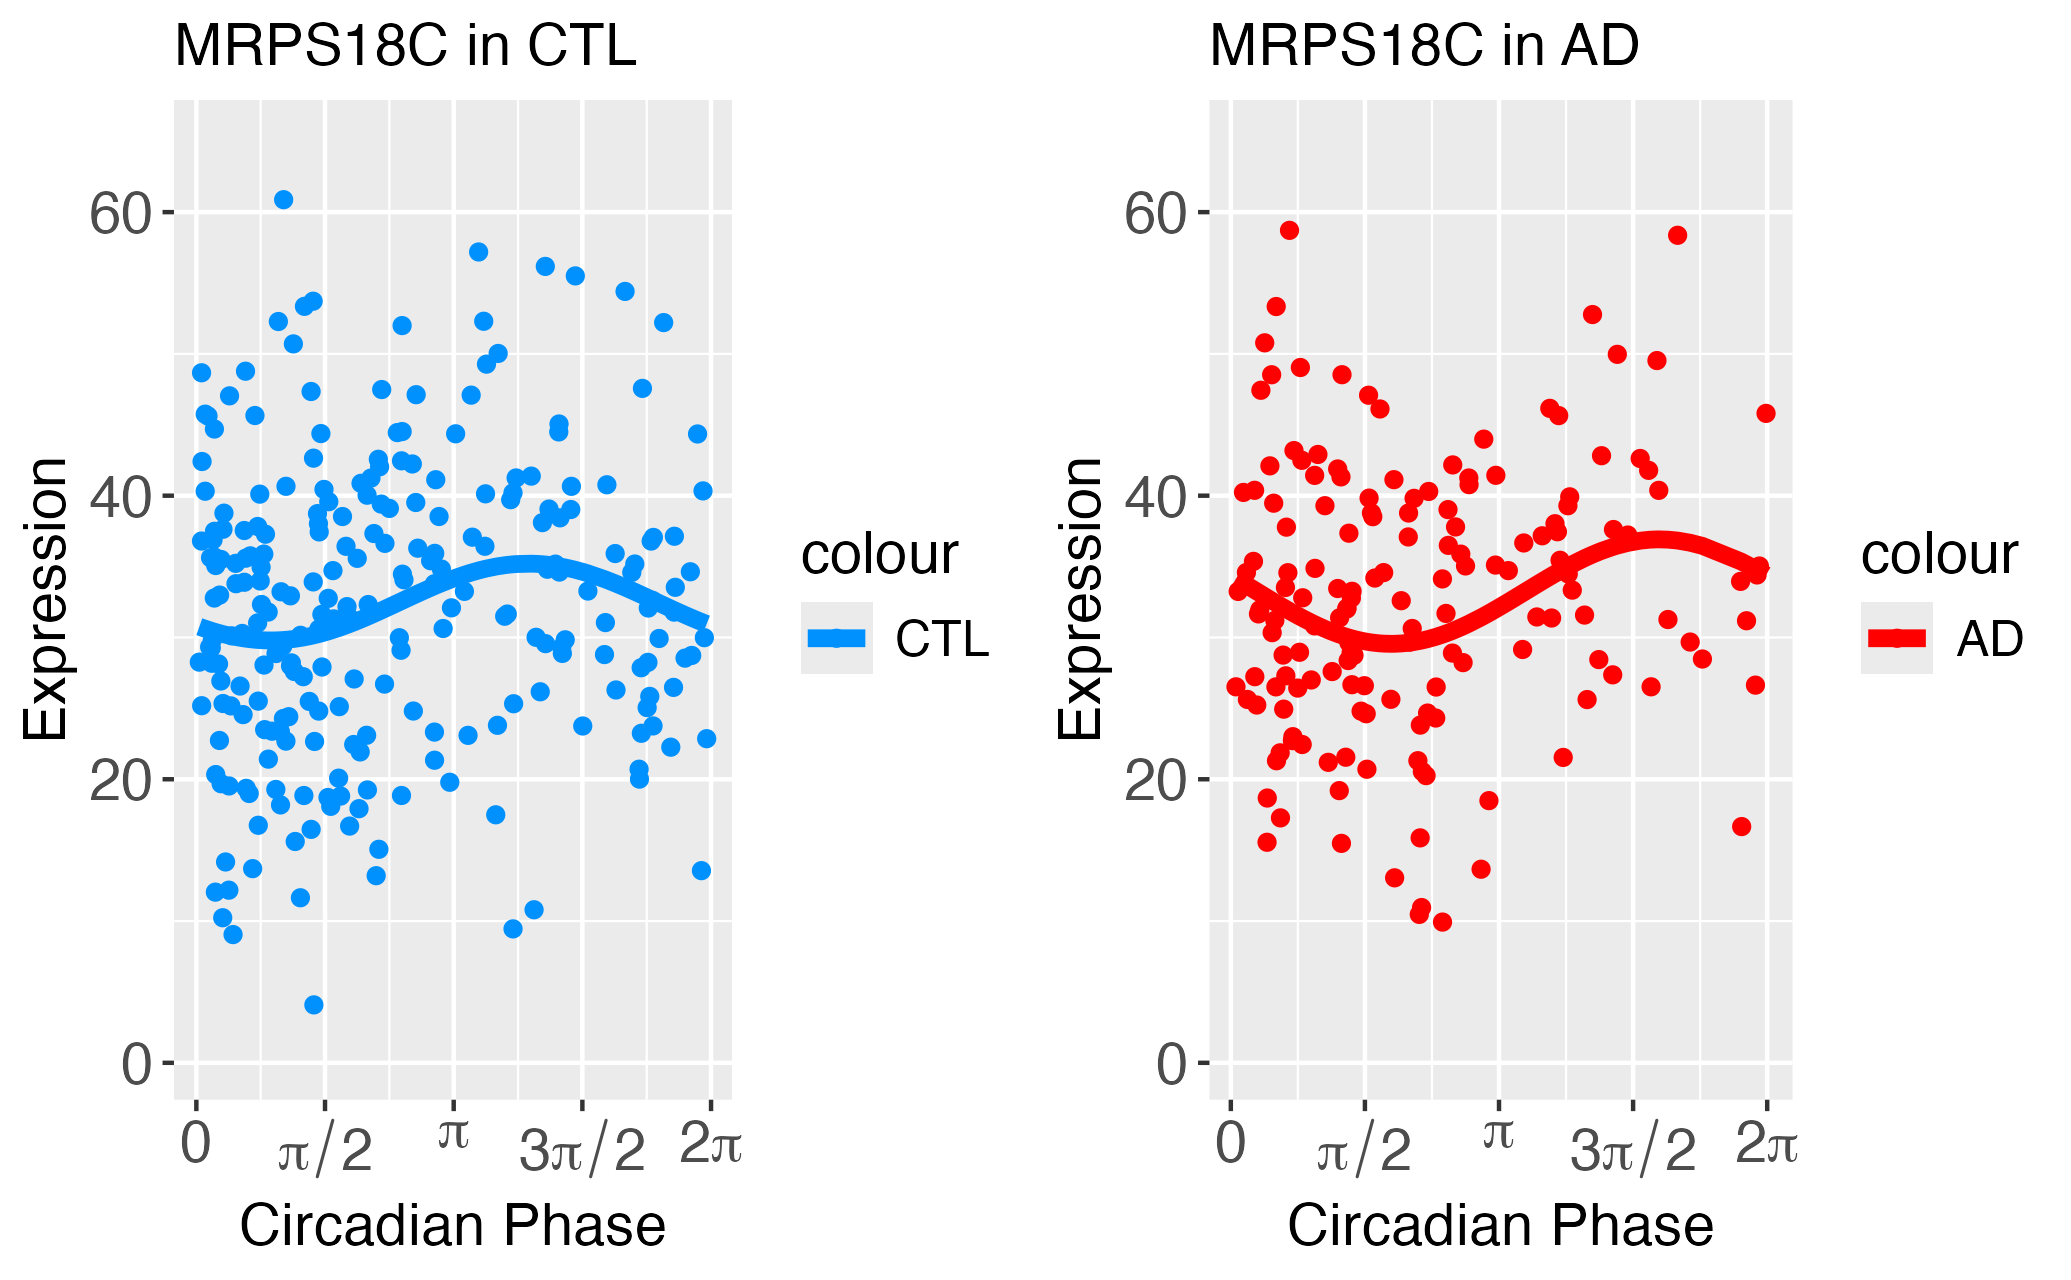 MRPS18C in CTL
Expression
60
40
20
0
0
π/2
π
3π/2
2π
Circadian Phase
colour
CTL
MRPS18C in AD
Expression
60
40
20
0
0
π/2
π
3π/2
2π
Circadian Phase
colour
AD